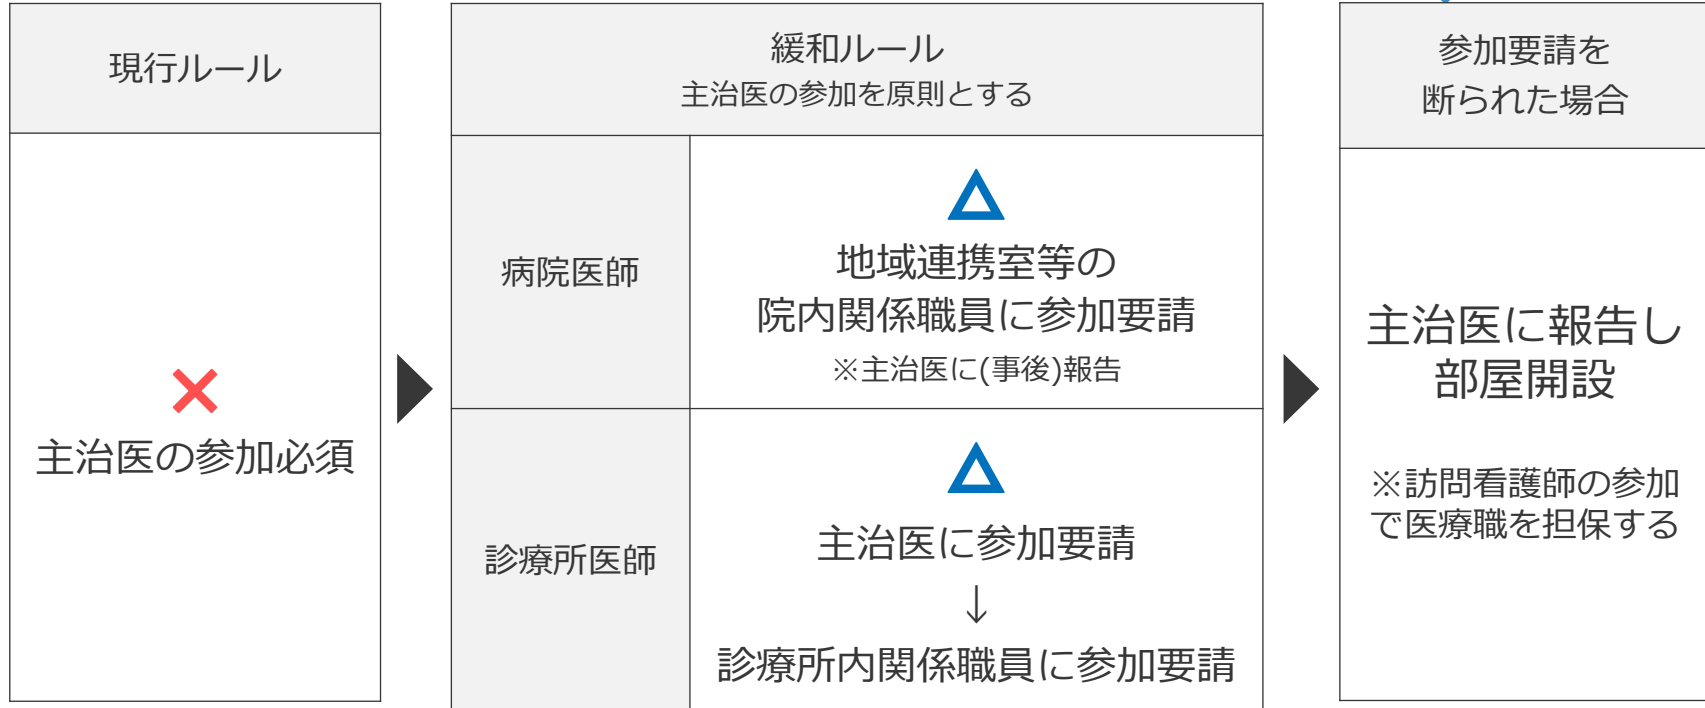 現行ルール
主治医の参加必須
緩和ルール
主治医の参加を原則とする
病院医師
地域連携室等の
院内関係職員に参加要請
※主治医に(事後)報告
診療所医師
主治医に参加要請
↓
診療所内関係職員に参加要請
参加要請を
断られた場合
主治医に報告し
部屋開設
※訪問看護師の参加
で医療職を担保する